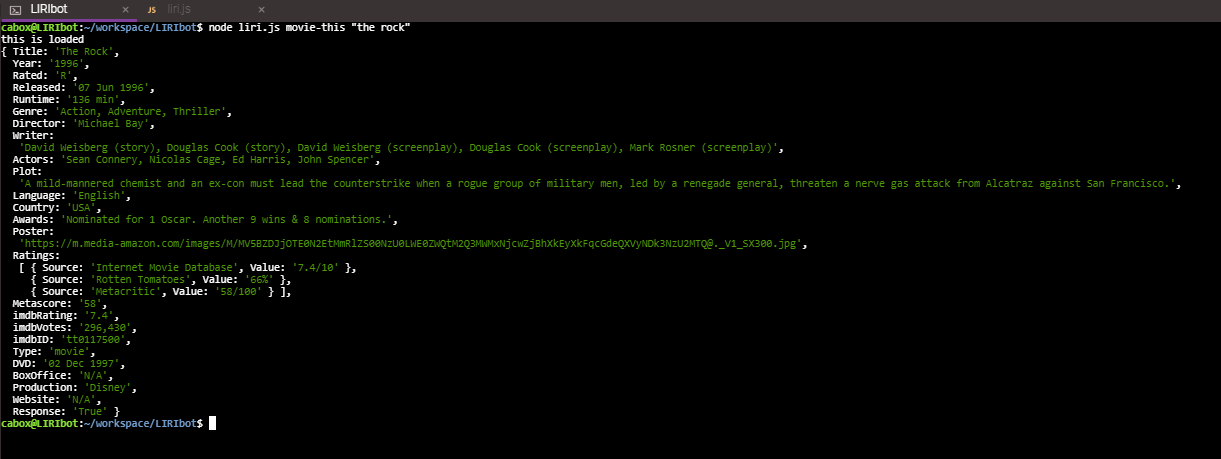 LIRIbot × JS liri.js ×
cabox@LIRIbot:~/workspace/LIRIbot$ node liri.js movie-this "the rock"
this is loaded
{ Title: 'The Rock',
Year: '1996',
Rated: 'R',
Released: '07 Jun 1996',
Runtime: '136 min',
Genre: 'Action, Adventure, Thriller',
Director: 'Michael Bay',
Writer:
'David Weisberg (story), Douglas Cook (story), David Weisberg (screenplay), Douglas Cook (screenplay), Mark Rosner (screenplay)',
Actors: 'Sean Connery, Nicolas Cage, Ed Harris, John Spencer',
Plot:
'A mild-mannered chemist and an ex-con must lead the counterstrike when a rogue group of military men, led by a renegade general, threaten a nerve gas attack from Alcatraz against San Francisco.',
Language: 'English',
Country: 'USA',
Awards: 'Nominated for 1 Oscar. Another 9 wins & 8 nominations.',
Poster:
'https://m.media-amazon.com/images/M/MV5BZDJjOTE0N2EtMmRlZS00NzU0LWE0ZWQtM2Q3MWMxNjcwZjBhXkEyXkFqcGdeQXVyNDk3NzU2MTQ@._V1_SX300.jpg',
Ratings:
[ { Source: 'Internet Movie Database', Value: '7.4/10' },
{ Source: 'Rotten Tomatoes', Value: '66%' },
{ Source: 'Metacritic', Value: '58/100' } ],
Metascore: '58',
imdbRating: '7.4',
imdbVotes: '296,430',
imdbID: 'tt0117500',
Type: 'movie',
DVD: '02 Dec 1997',
BoxOffice: 'N/A',
Production: 'Disney',
Website: 'N/A',
Response: 'True' }
cabox@LIRIbot:~/workspace/LIRIbot$